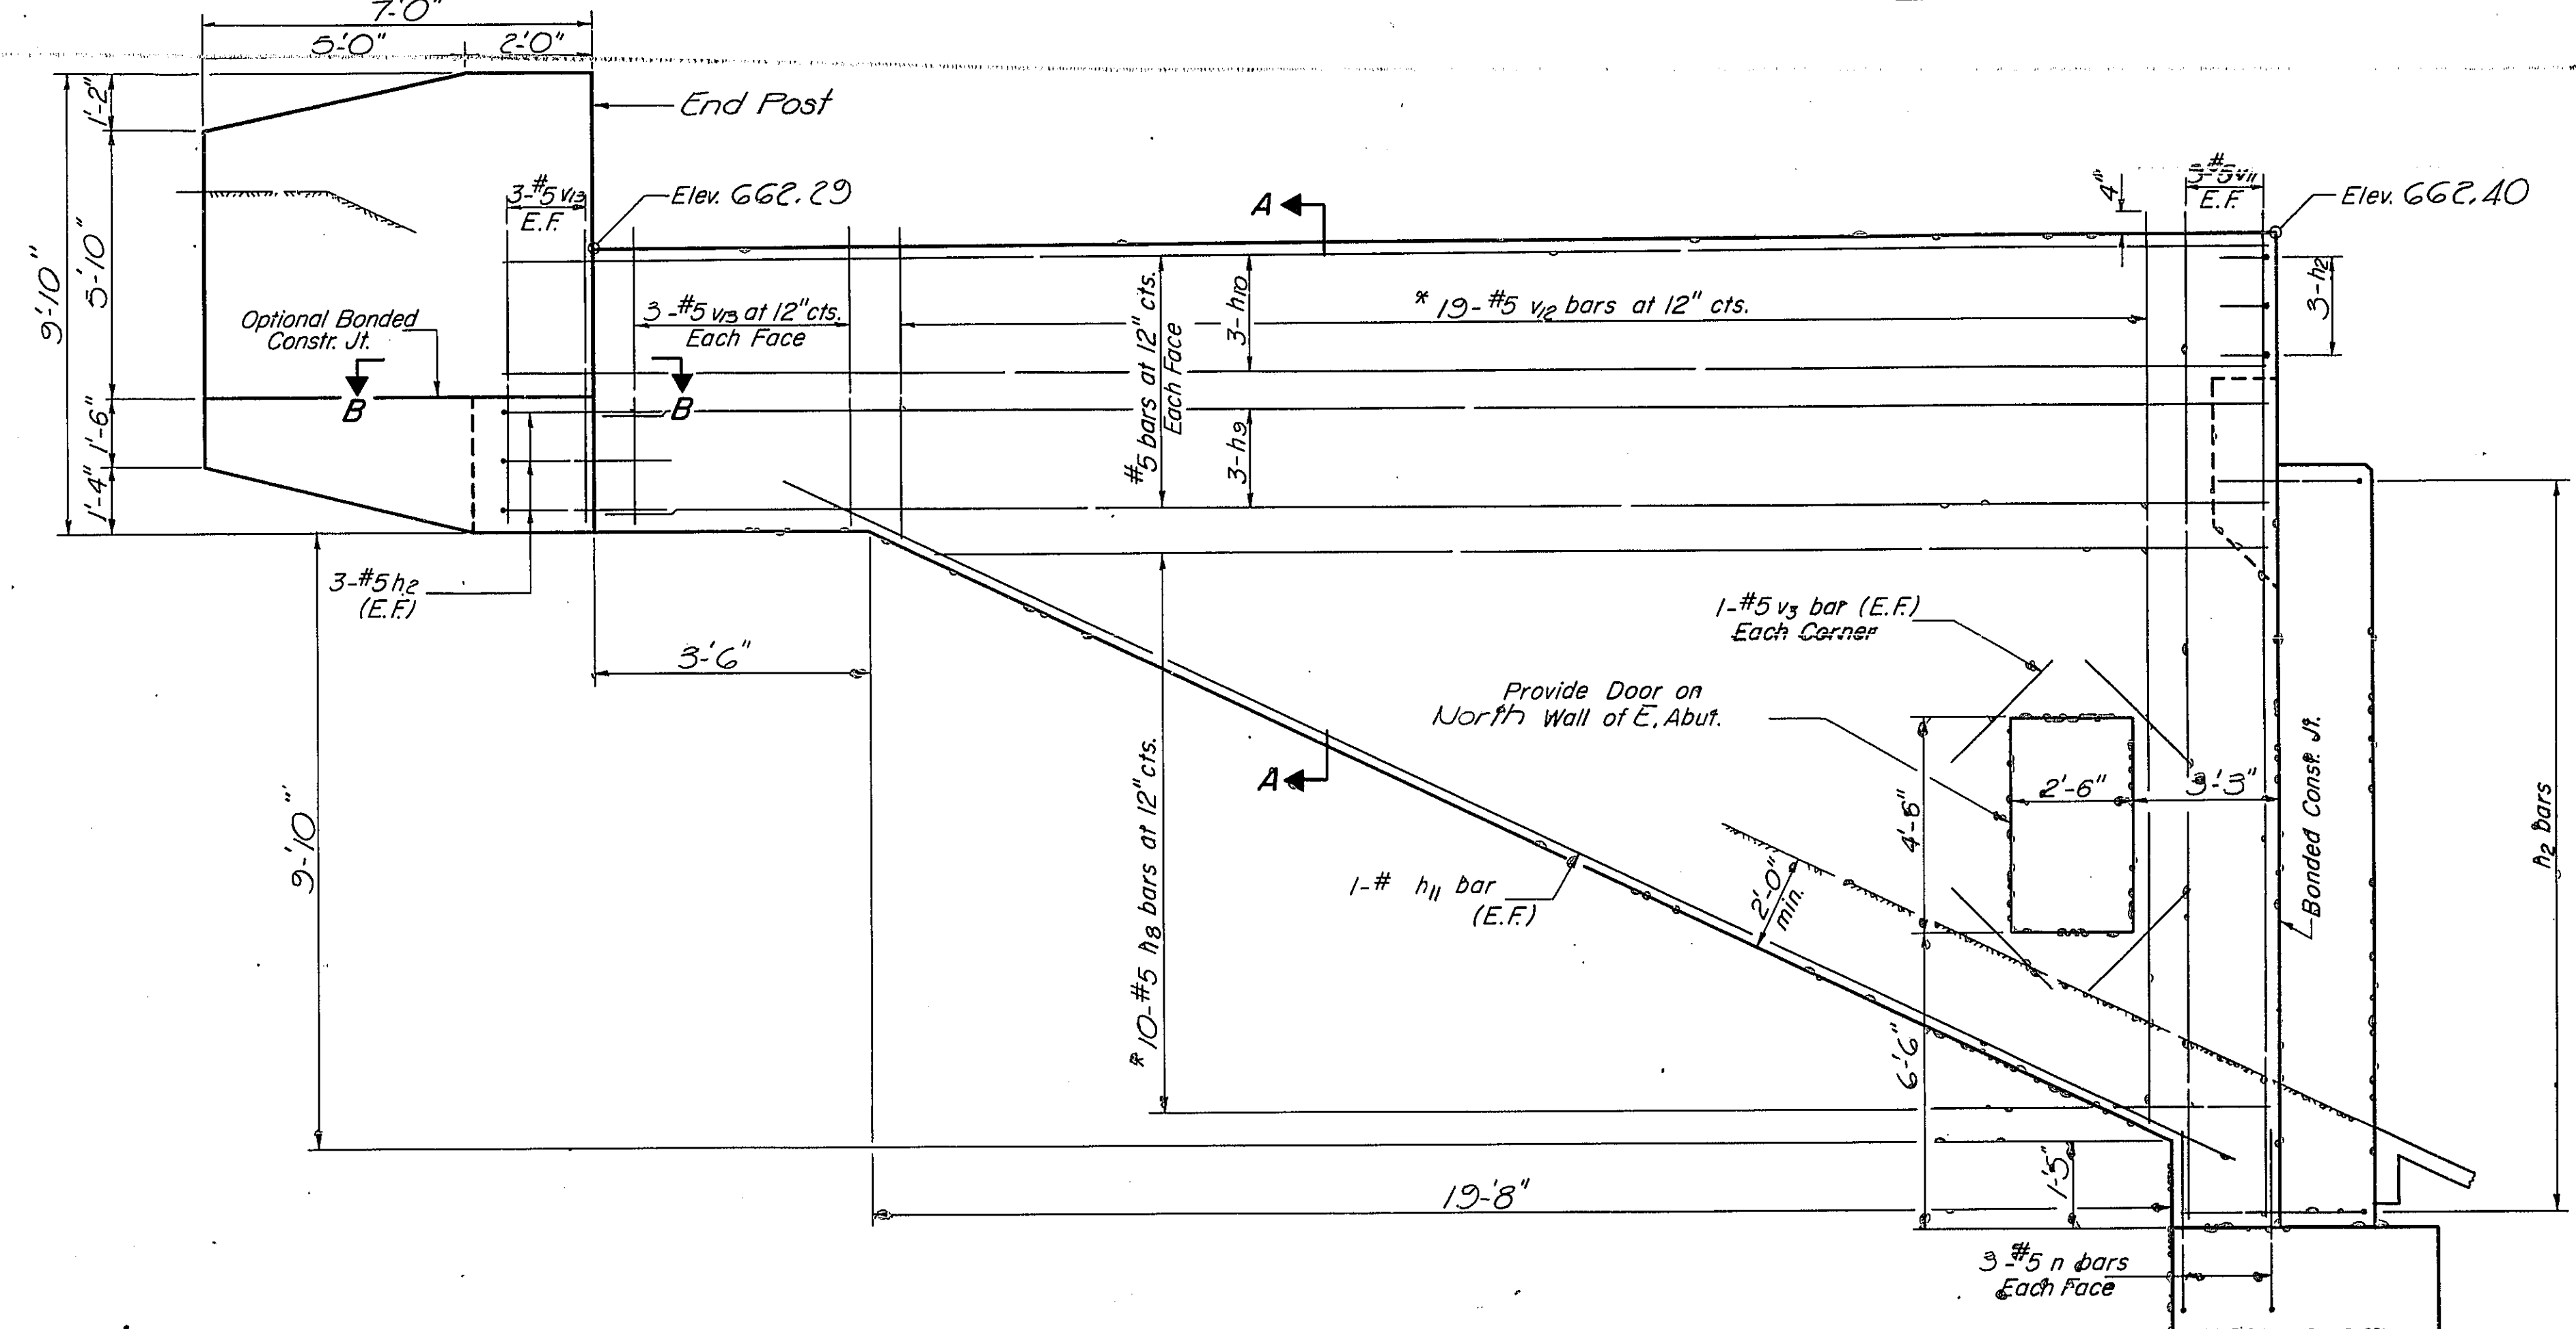 7'-0"
5'-0" 2'-0"
1'-2"
5'-10"
9'-10"
1'-6"
1'-4"
End Post
3-#5 v13
E.F.
Elev. 662.29
A
4"
E.F.
Elev. 662.40
Optional Bonded
Constr. Jt.
B
B
3-#5 v13 at 12"cts.
Each Face
#5 bars at 12" cts.
Each Face
3-h10
3-h9
* 19-#5 v12 bars at 12" cts.
3-h2
3-#5 h2
(E.F.)
3'-6"
9'-10"
1-#5 v3 bar (E.F.)
Each Corner
Provide Door on
North Wall of E. Abut.
A
* 10-#5 h8 bars at 12"cts.
2'-6"
3'-3"
Bonded Const. Jt.
h2 bars
1-# h11 bar
(E.F.)
2'-0"
min.
6'-6"
1'-5"
19'-8"
3-#5 n bars
Each Face